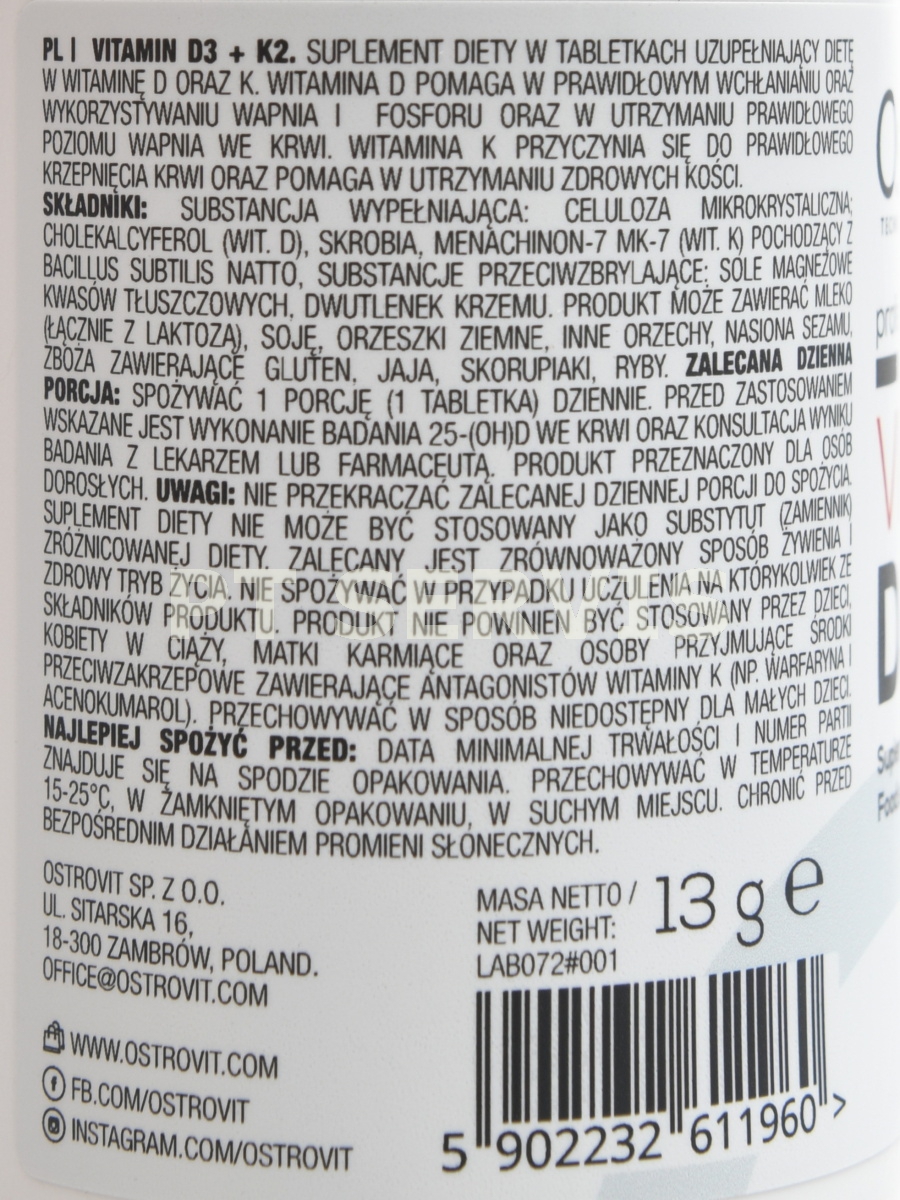 PL | VITAMIN D3 + K2. SUPLEMENT DIETY W TABLETKACH UZUPEŁNIAJĄCY DIETĘ
W WITAMINĘ D ORAZ K. WITAMINA D POMAGA W PRAWIDŁOWYM WCHŁANIANIU ORAZ
WYKORZYSTYWANIU WAPNIA I FOSFORU ORAZ W UTRZYMANIU PRAWIDŁOWEGO
POZIOMU WAPNIA WE KRWI. WITAMINA K PRZYCZYNIA SIĘ DO PRAWIDŁOWEGO
KRZEPNIĘCIA KRWI ORAZ POMAGA W UTRZYMANIU ZDROWYCH KOŚCI.
SKŁADNIKI: SUBSTANCJA WYPEŁNIAJĄCA: CELULOZA MIKROKRYSTALICZNA;
CHOLEKALCYFEROL (WIT. D), SKROBIA, MENACHINON-7 MK-7 (WIT. K) POCHODZĄCY Z
BACILLUS SUBTILIS NATTO, SUBSTANCJE PRZECIWZBRYLAJĄCE: SOLE MAGNEZOWE
KWASÓW TŁUSZCZOWYCH, DWUTLENEK KRZEMU. PRODUKT MOŻE ZAWIERAĆ MLEKO
(ŁĄCZNIE Z LAKTOZĄ), SOJĘ, ORZESZKI ZIEMNE, INNE ORZECHY, NASIONA SEZAMU,
ZBOŻA ZAWIERAJĄCE GLUTEN, JAJA, SKORUPIAKI, RYBY. ZALECANA DZIENNA
PORCJA: SPOŻYWAĆ 1 PORCJĘ (1 TABLETKA) DZIENNIE. PRZED ZASTOSOWANIEM
WSKAZANE JEST WYKONANIE BADANIA 25-(OH)D WE KRWI ORAZ KONSULTACJA WYNIKU
BADANIA Z LEKARZEM LUB FARMACEUTĄ. PRODUKT PRZEZNACZONY DLA OSÓB
DOROSŁYCH. UWAGI: NIE PRZEKRACZAĆ ZALECANEJ DZIENNEJ PORCJI DO SPOŻYCIA.
SUPLEMENT DIETY NIE MOŻE BYĆ STOSOWANY JAKO SUBSTYTUT (ZAMIENNIK)
ZRÓŻNICOWANEJ DIETY. ZALECANY JEST ZRÓWNOWAŻONY SPOSÓB ŻYWIENIA I
ZDROWY TRYB ŻYCIA. NIE SPOŻYWAĆ W PRZYPADKU UCZULENIA NA KTÓRYKOLWIEK ZE
SKŁADNIKÓW PRODUKTU. PRODUKT NIE POWINIEN BYĆ STOSOWANY PRZEZ DZIECI,
KOBIETY W CIĄŻY, MATKI KARMIĄCE ORAZ OSOBY PRZYJMUJĄCE ŚRODKI
PRZECIWZAKRZEPOWE ZAWIERAJĄCE ANTAGONISTÓW WITAMINY K (NP. WARFARYNA I
ACENOKUMAROL). PRZECHOWYWAĆ W SPOSÓB NIEDOSTĘPNY DLA MAŁYCH DZIECI.
NAJLEPIEJ SPOŻYĆ PRZED: DATA MINIMALNEJ TRWAŁOŚCI I NUMER PARTII
ZNAJDUJE SIĘ NA SPODZIE OPAKOWANIA. PRZECHOWYWAĆ W TEMPERATURZE
15-25°C, W ZAMKNIĘTYM OPAKOWANIU, W SUCHYM MIEJSCU. CHRONIĆ PRZED
BEZPOŚREDNIM DZIAŁANIEM PROMIENI SŁONECZNYCH.
OSTROVIT SP. Z O.O.
UL. SITARSKA 16,
18-300 ZAMBRÓW, POLAND.
OFFICE@OSTROVIT.COM
WWW.OSTROVIT.COM
FB.COM/OSTROVIT
INSTAGRAM.COM/OSTROVIT
MASA NETTO /
NET WEIGHT:
13 g e
LAB072#001
5 902232 611960 >